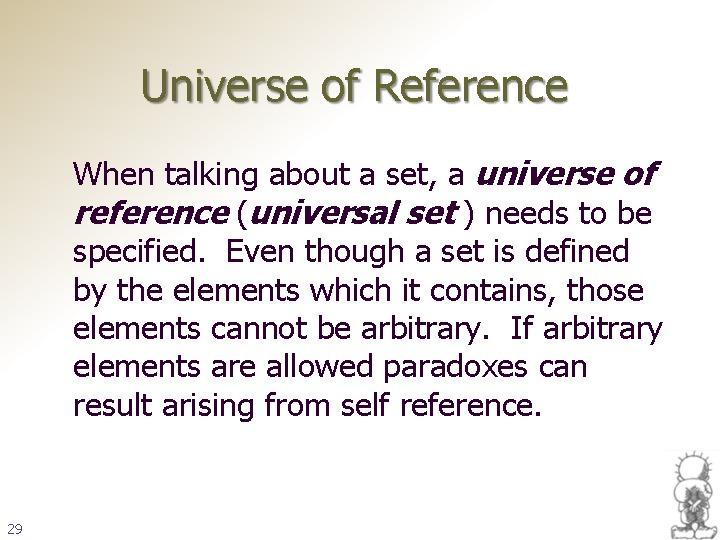 Universe of Reference
When talking about a set, a universe of
reference (universal set ) needs to be
specified.  Even though a set is defined
by the elements which it contains, those
elements cannot be arbitrary.  If arbitrary
elements are allowed paradoxes can
result arising from self reference.
29